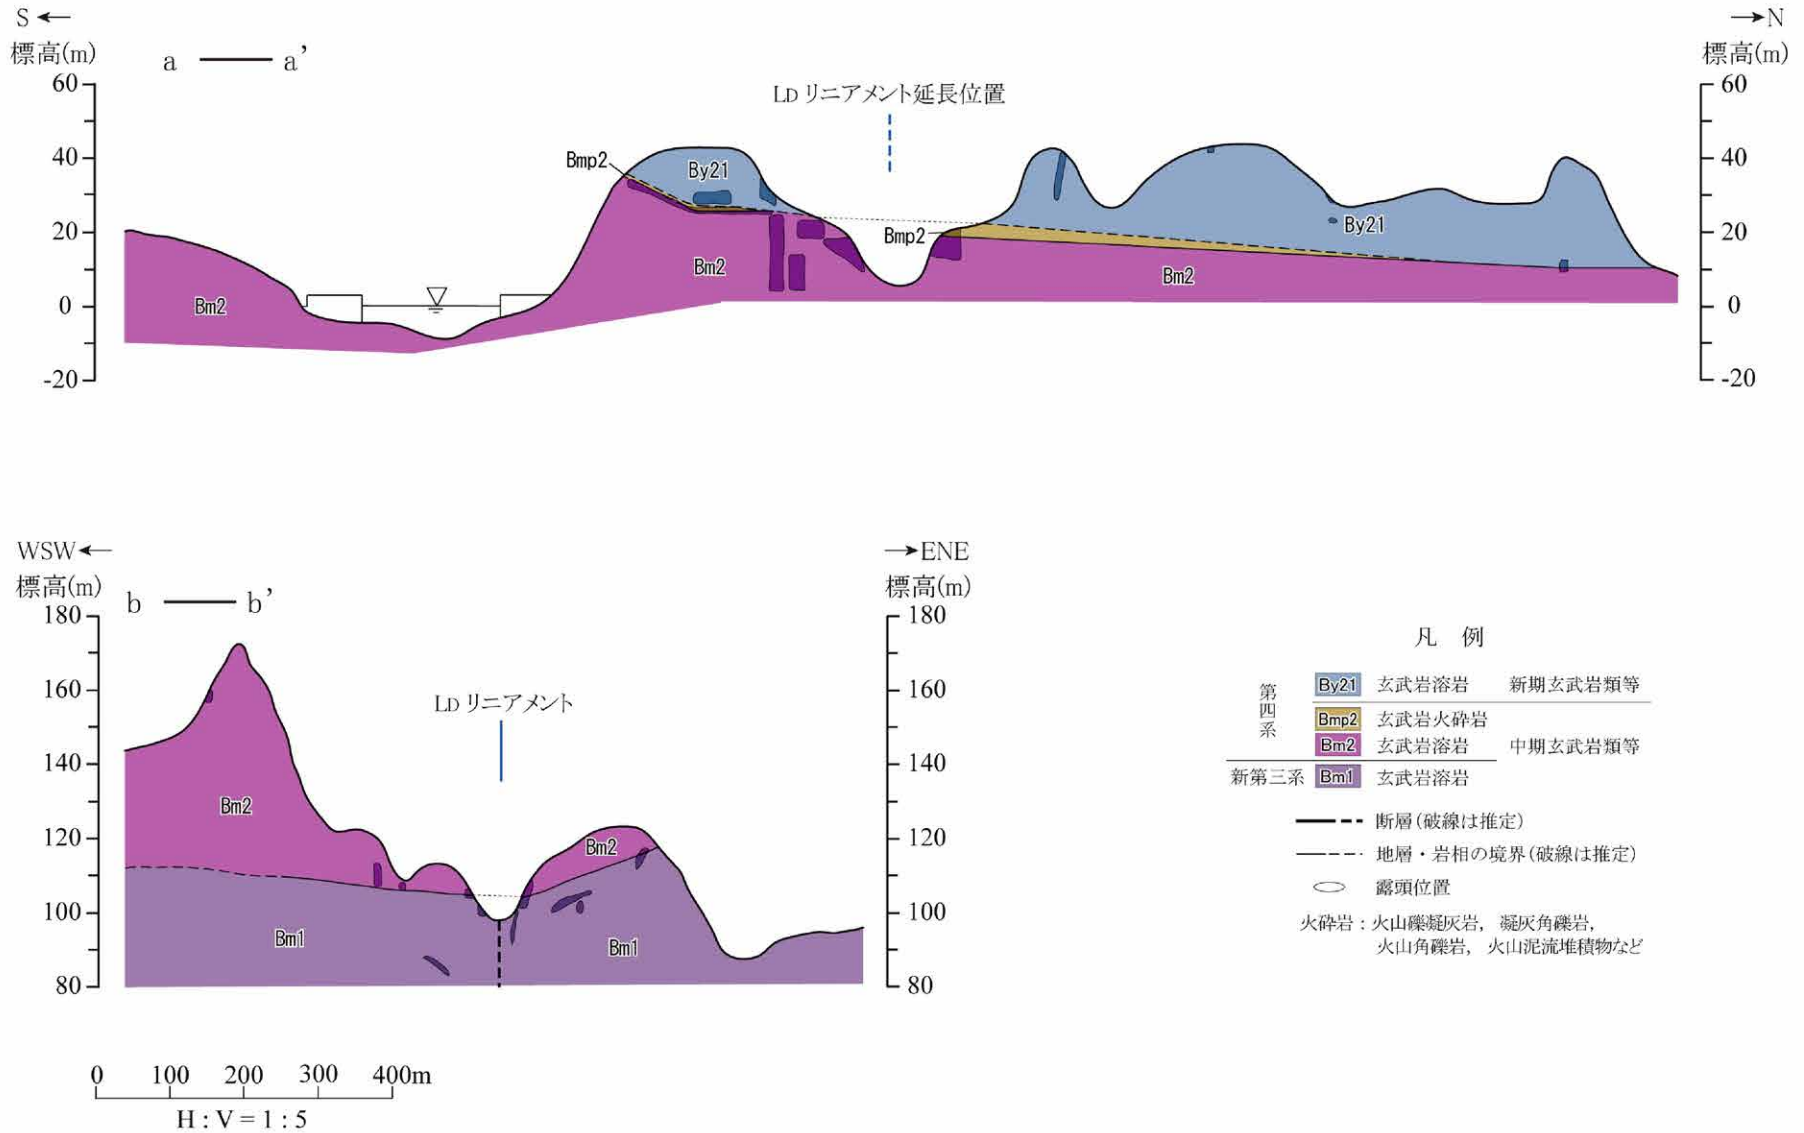 S ← → N
標高(m) 標高(m)
a a’
LD リニアメント延長位置
60 60
40 40
20 20
0 0
-20 -20
Bmp2
By21
Bm2
Bm2
Bmp2
By21
Bm2
WSW ← → ENE
標高(m) 標高(m)
b b’
LD リニアメント
180 180
160 160
140 140
120 120
100 100
80 80
Bm2
Bm2
Bm1
Bm1
0 100 200 300 400m
H : V = 1 : 5
凡 例
第四系
By21 玄武岩溶岩 新期玄武岩類等
Bmp2 玄武岩火砕岩
Bm2 玄武岩溶岩 中期玄武岩類等
新第三系 Bm1 玄武岩溶岩
断層(破線は推定)
地層・岩相の境界(破線は推定)
露頭位置
火砕岩：火山礫凝灰岩, 凝灰角礫岩,
火山角礫岩, 火山泥流堆積物など